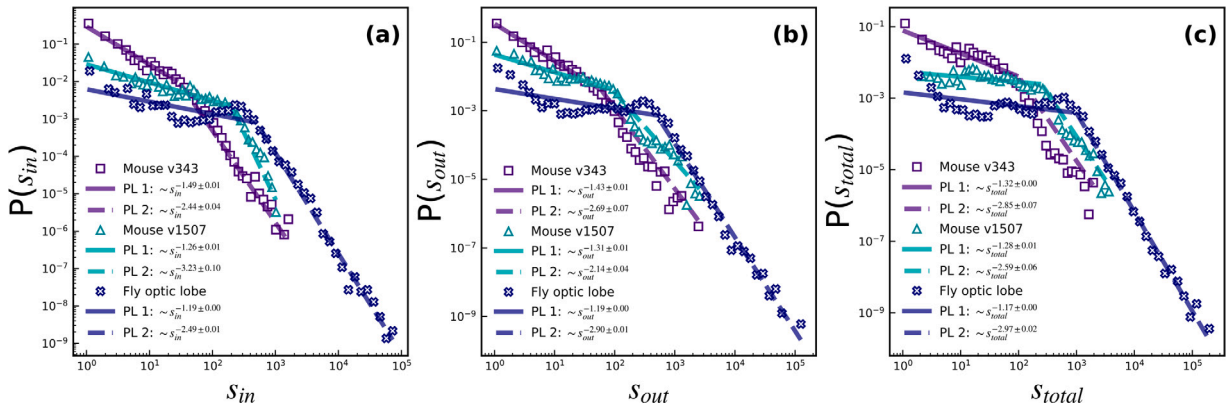 (a)
P(s_in)
10^-1
10^-2
10^-3
10^-4
10^-5
10^-6
10^-7
10^-8
10^-9
Mouse v343
PL 1: ~ s_in^-1.49±0.01
PL 2: ~ s_in^-2.44±0.04
Mouse v1507
PL 1: ~ s_in^-1.26±0.01
PL 2: ~ s_in^-3.23±0.10
Fly optic lobe
PL 1: ~ s_in^-1.19±0.00
PL 2: ~ s_in^-2.49±0.01
10^0 10^1 10^2 10^3 10^4 10^5
s_in
(b)
P(s_out)
10^-1
10^-3
10^-5
10^-7
10^-9
Mouse v343
PL 1: ~ s_out^-1.43±0.01
PL 2: ~ s_out^-2.69±0.07
Mouse v1507
PL 1: ~ s_out^-1.31±0.01
PL 2: ~ s_out^-2.14±0.04
Fly optic lobe
PL 1: ~ s_out^-1.19±0.00
PL 2: ~ s_out^-2.90±0.01
10^0 10^1 10^2 10^3 10^4 10^5
s_out
(c)
P(s_total)
10^-1
10^-3
10^-5
10^-7
10^-9
Mouse v343
PL 1: ~ s_total^-1.32±0.00
PL 2: ~ s_total^-2.85±0.07
Mouse v1507
PL 1: ~ s_total^-1.28±0.01
PL 2: ~ s_total^-2.59±0.06
Fly optic lobe
PL 1: ~ s_total^-1.17±0.00
PL 2: ~ s_total^-2.97±0.02
10^0 10^1 10^2 10^3 10^4 10^5
s_total